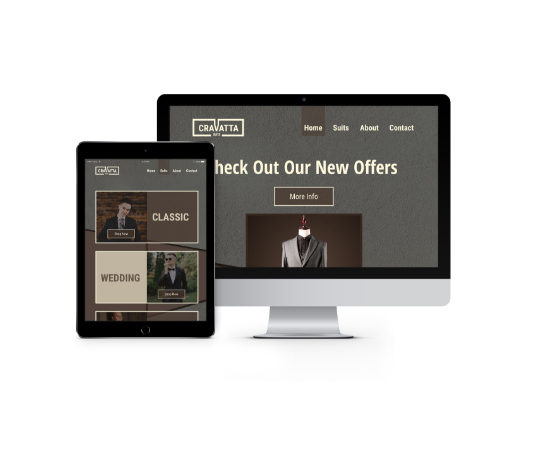 CRAVATTA
Home Suits About Contact
heck Out Our New Offers
More Info
CRAVATTA
Home Suits About Contact
CLASSIC
Shop Now
WEDDING
Shop Now